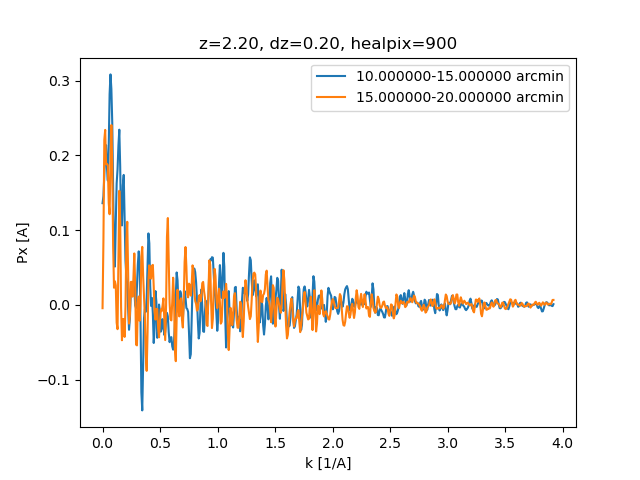 z=2.20, dz=0.20, healpix=900
10.000000-15.000000 arcmin
15.000000-20.000000 arcmin
Px [A]
0.3
0.2
0.1
0.0
−0.1
0.0 0.5 1.0 1.5 2.0 2.5 3.0 3.5 4.0
k [1/A]